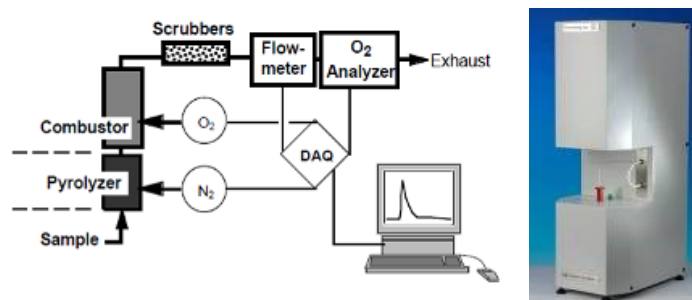 Scrubbers
Flow-
meter
O2
Analyzer
Exhaust
Combustor
O2
DAQ
Pyrolyzer
N2
Sample